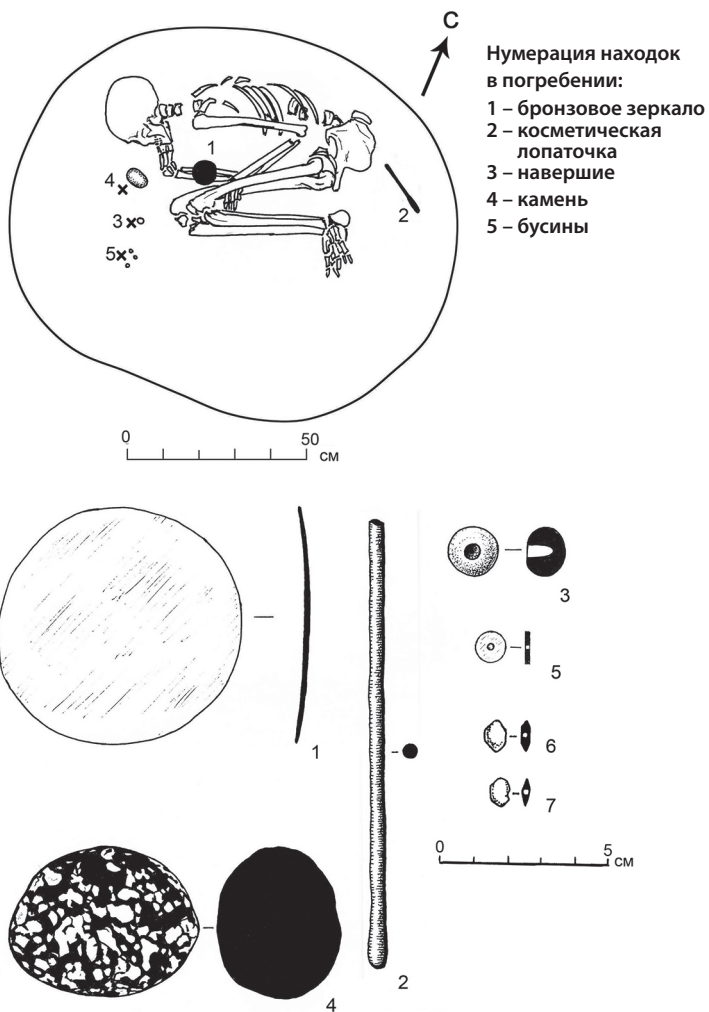 С
Нумерация находок
в погребении:
1 – бронзовое зеркало
2 – косметическая
лопаточка
3 – навершие
4 – камень
5 – бусины
1
4
3
5
2
0 50
см
1
2
3
5
6
7
0 5
см
4